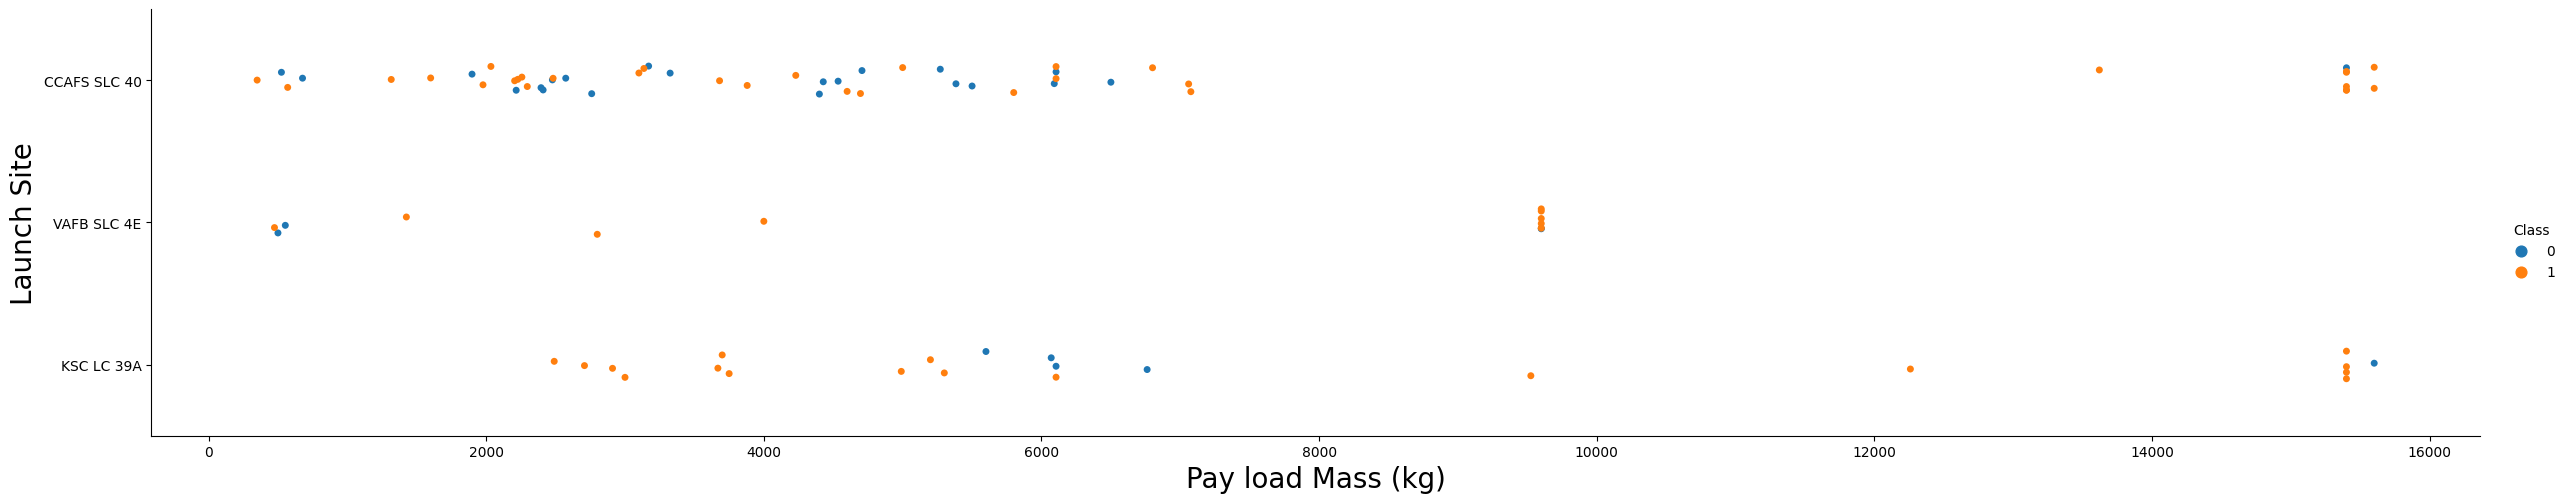 Launch Site
CCAFS SLC 40
VAFB SLC 4E
KSC LC 39A
0 2000 4000 6000 8000 10000 12000 14000 16000
Pay load Mass (kg)
Class
0
1